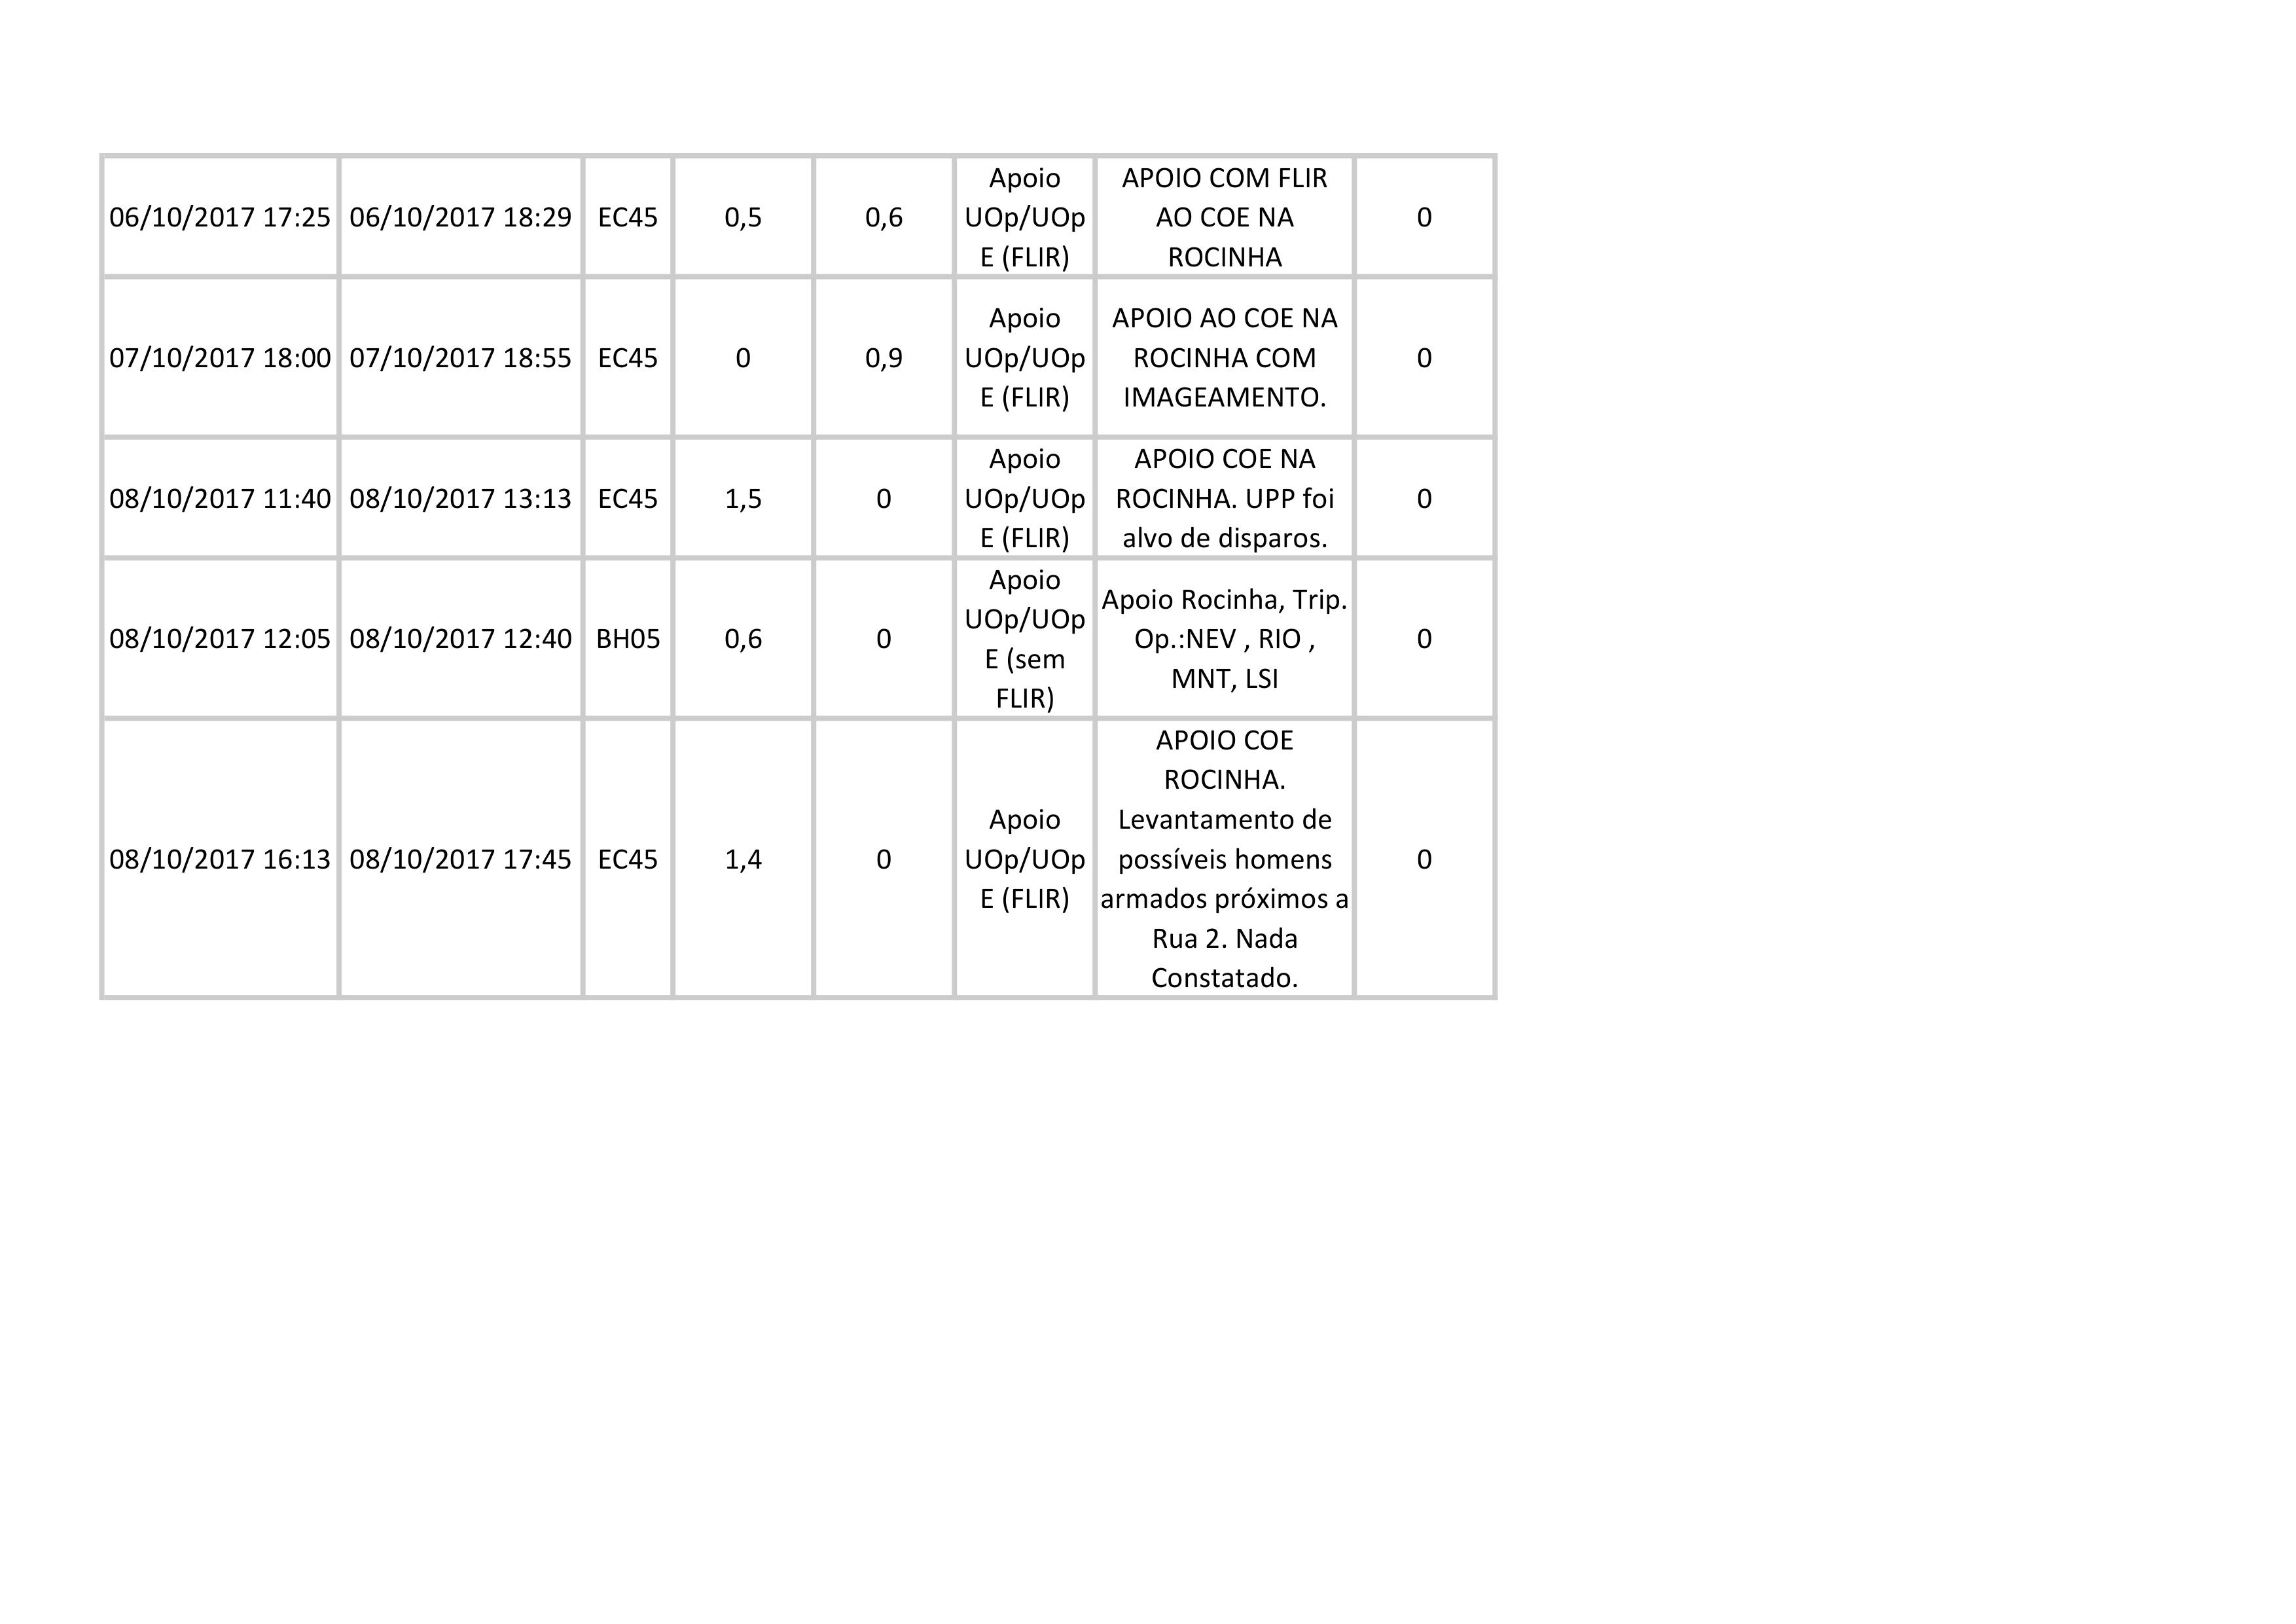 06/10/2017 17:25 06/10/2017 18:29 EC45 0,5 0,6 Apoio UOp/UOp E (FLIR) APOIO COM FLIR AO COE NA ROCINHA 0
07/10/2017 18:00 07/10/2017 18:55 EC45 0 0,9 Apoio UOp/UOp E (FLIR) APOIO AO COE NA ROCINHA COM IMAGEAMENTO. 0
08/10/2017 11:40 08/10/2017 13:13 EC45 1,5 0 Apoio UOp/UOp E (FLIR) APOIO COE NA ROCINHA. UPP foi alvo de disparos. 0
08/10/2017 12:05 08/10/2017 12:40 BH05 0,6 0 Apoio UOp/UOp E (sem FLIR) Apoio Rocinha, Trip. Op.:NEV , RIO , MNT, LSI 0
08/10/2017 16:13 08/10/2017 17:45 EC45 1,4 0 Apoio UOp/UOp E (FLIR) APOIO COE ROCINHA. Levantamento de possíveis homens armados próximos a Rua 2. Nada Constatado. 0